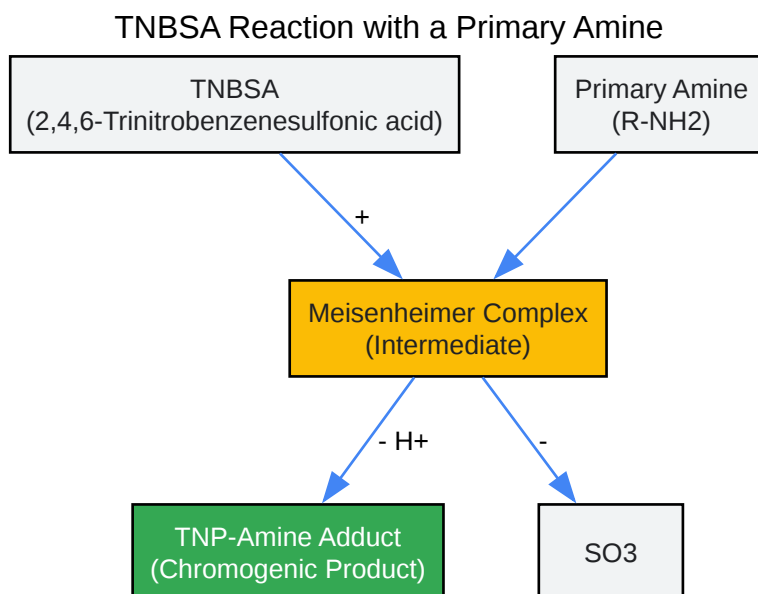 TNBSA Reaction with a Primary Amine
TNBSA
(2,4,6-Trinitrobenzenesulfonic acid)
Primary Amine
(R-NH2)
+
Meisenheimer Complex
(Intermediate)
- H+
-
TNP-Amine Adduct
(Chromogenic Product)
SO3